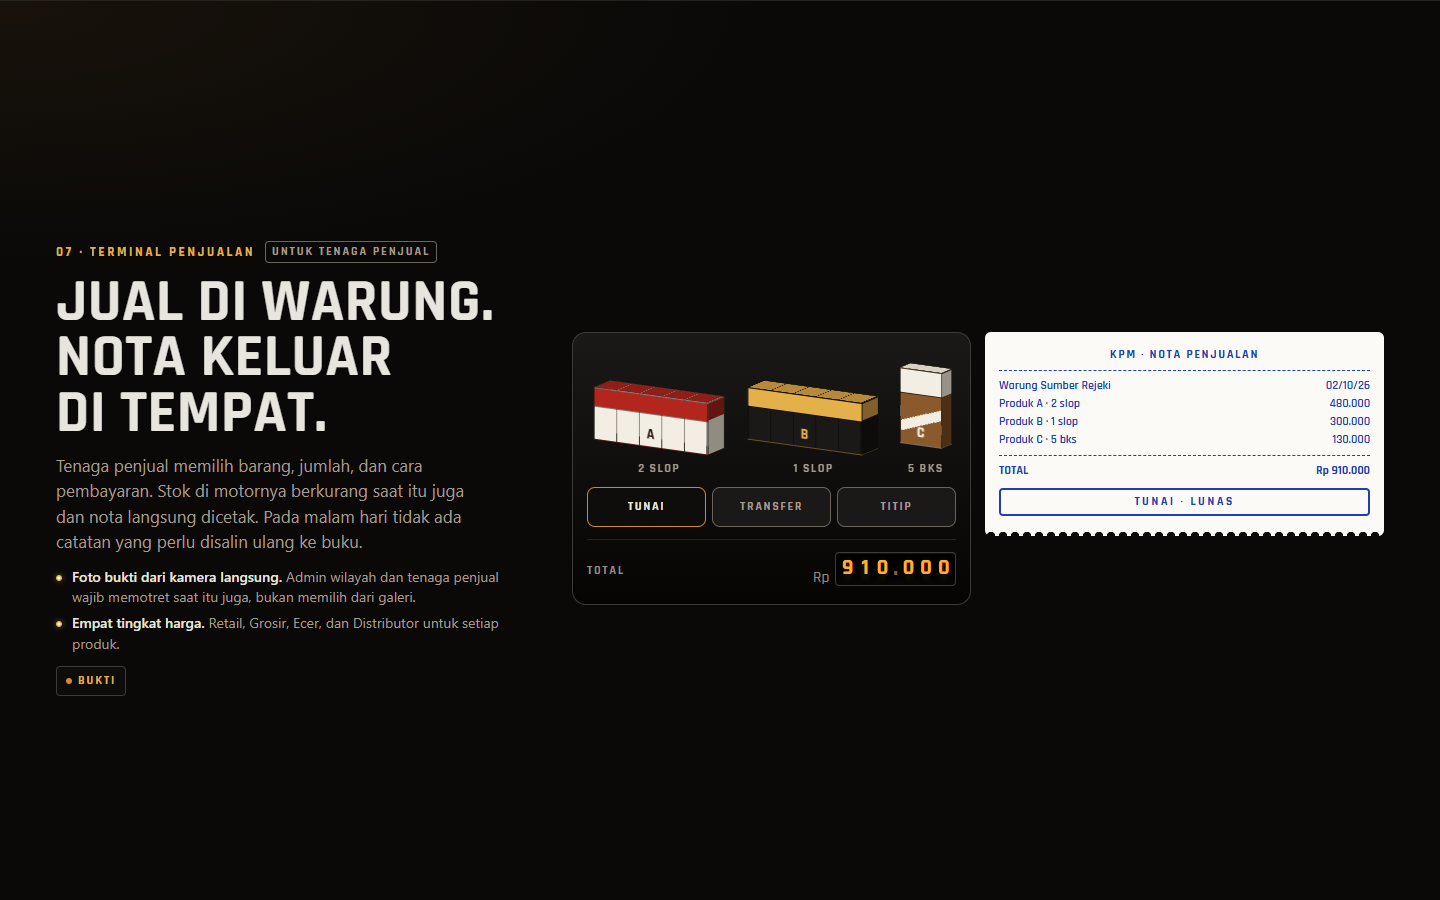 07 · TERMINAL PENJUALAN UNTUK TENAGA PENJUAL
JUAL DI WARUNG.
NOTA KELUAR
DI TEMPAT.
Tenaga penjual memilih barang, jumlah, dan cara
pembayaran. Stok di motornya berkurang saat itu juga
dan nota langsung dicetak. Pada malam hari tidak ada
catatan yang perlu disalin ulang ke buku.
Foto bukti dari kamera langsung. Admin wilayah dan tenaga penjual
wajib memotret saat itu juga, bukan memilih dari galeri.
Empat tingkat harga. Retail, Grosir, Ecer, dan Distributor untuk setiap
produk.
BUKTI
A
B
C
2 SLOP
1 SLOP
5 BKS
TUNAI
TRANSFER
TITIP
TOTAL Rp 910.000
KPM · NOTA PENJUALAN
Warung Sumber Rejeki 02/10/26
Produk A · 2 slop 480.000
Produk B · 1 slop 300.000
Produk C · 5 bks 130.000
TOTAL Rp 910.000
TUNAI · LUNAS